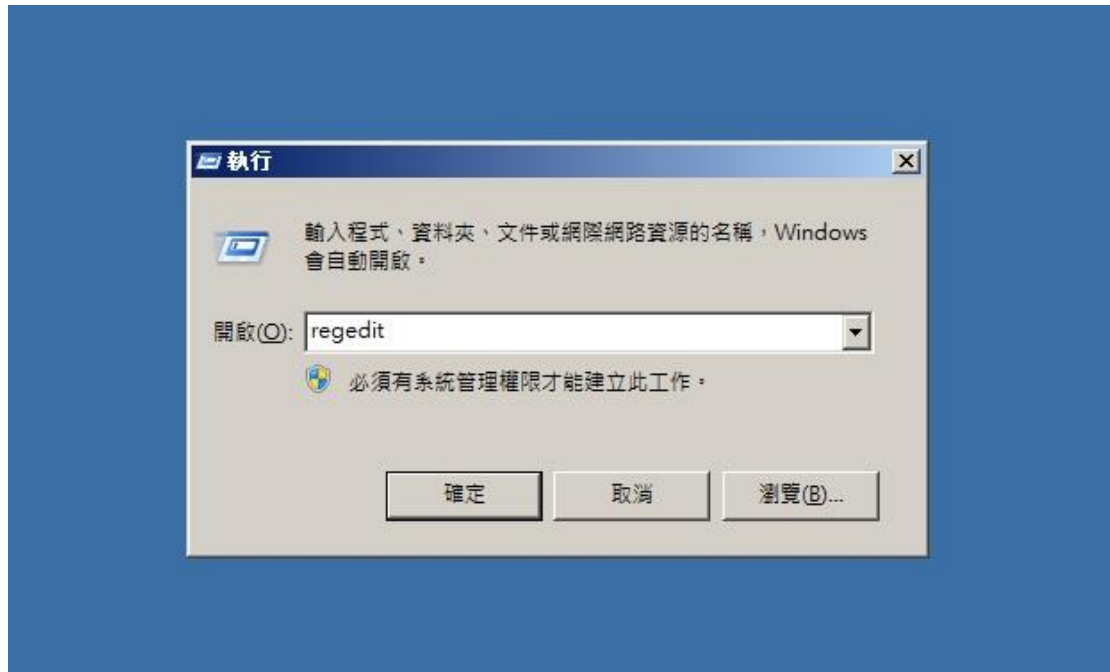 執行
輸入程式、資料夾、文件或網際網路資源的名稱，Windows
會自動開啟。
開啟(O): regedit
必須有系統管理權限才能建立此工作。
確定 取消 瀏覽(B)...